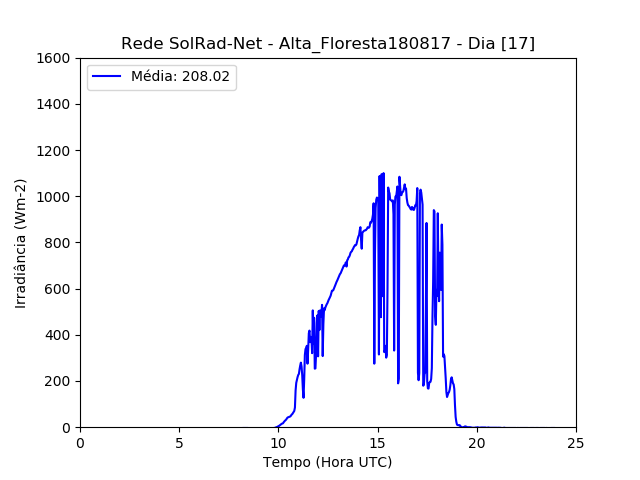 Rede SolRad-Net - Alta_Floresta180817 - Dia [17]
Média: 208.02
Irradiância (Wm-2)
1600
1400
1200
1000
800
600
400
200
0
0 5 10 15 20 25
Tempo (Hora UTC)